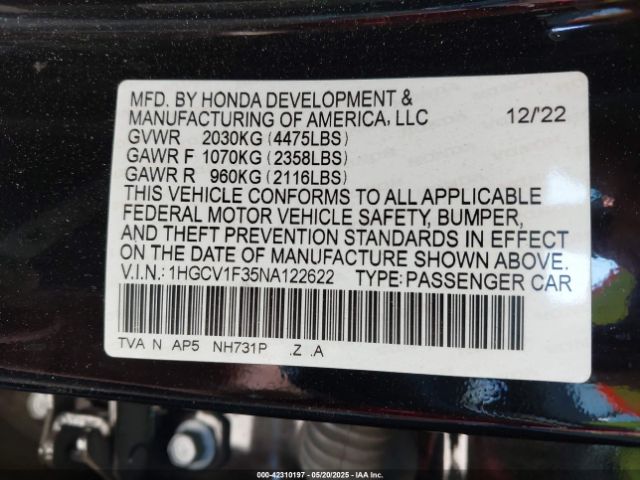 MFD. BY HONDA DEVELOPMENT &
MANUFACTURING OF AMERICA, LLC 12/'22
GVWR 2030KG (4475LBS)
GAWR F 1070KG (2358LBS)
GAWR R 960KG (2116LBS)
THIS VEHICLE CONFORMS TO ALL APPLICABLE
FEDERAL MOTOR VEHICLE SAFETY, BUMPER,
AND THEFT PREVENTION STANDARDS IN EFFECT
ON THE DATE OF MANUFACTURE SHOWN ABOVE.
V.I.N.: 1HGCV1F35NA122622 TYPE: PASSENGER CAR
TVA N AP5 NH731P .Z .A
000-42310197 - 05/20/2025 - IAA Inc.